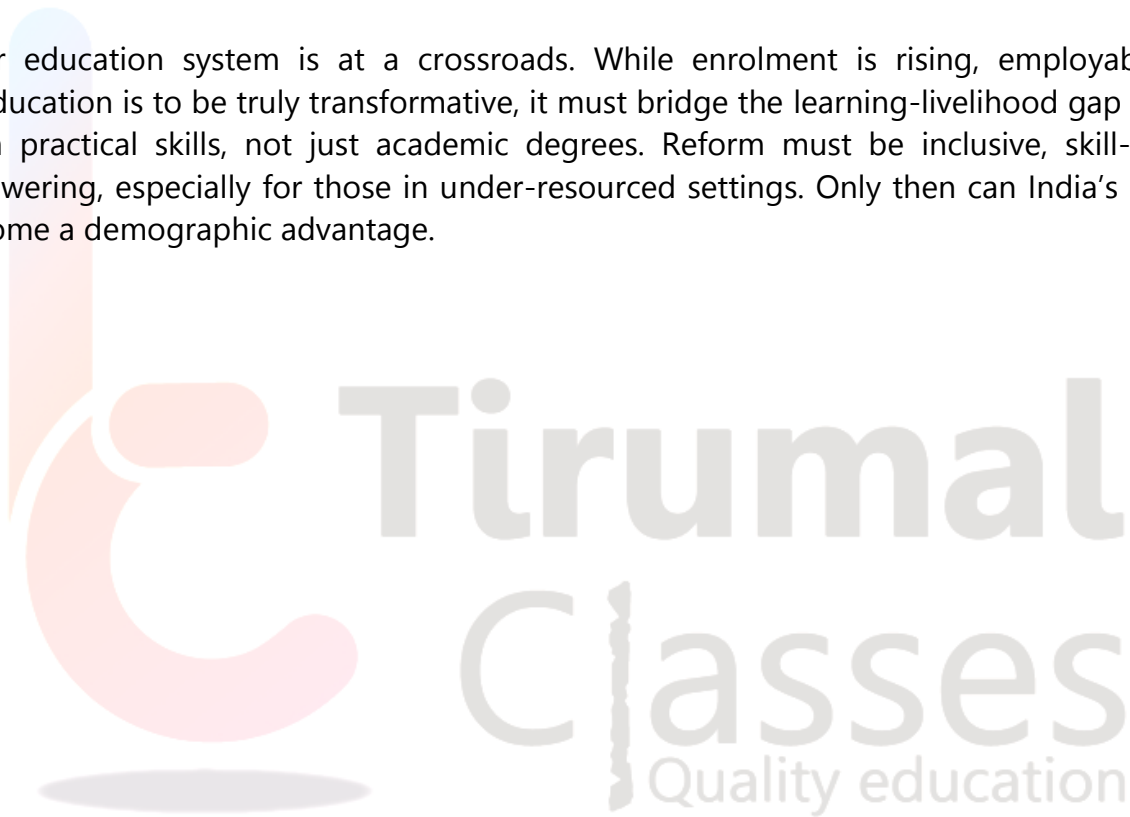 r education system is at a crossroads. While enrolment is rising, employab
ducation is to be truly transformative, it must bridge the learning-livelihood gap
practical skills, not just academic degrees. Reform must be inclusive, skill-
wering, especially for those in under-resourced settings. Only then can India's
ome a demographic advantage.
Tirumal
Classes
Quality education